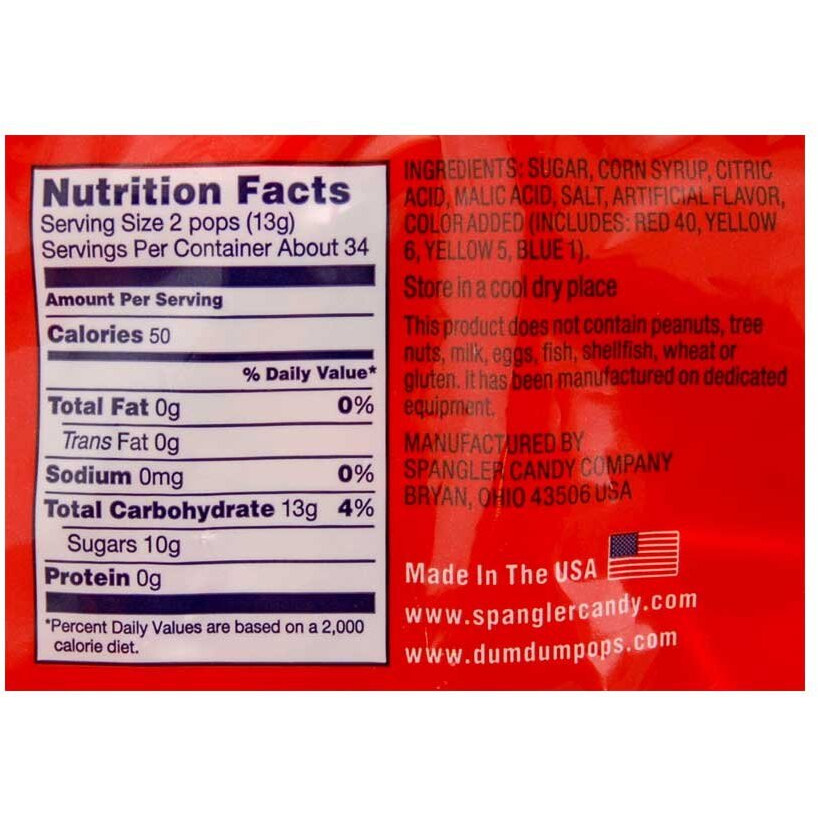 Nutrition Facts
Serving Size 2 pops (13g)
Servings Per Container About 34
Amount Per Serving
Calories 50
% Daily Value*
Total Fat 0g 0%
Trans Fat 0g
Sodium 0mg 0%
Total Carbohydrate 13g 4%
Sugars 10g
Protein 0g
*Percent Daily Values are based on a 2,000
calorie diet.
INGREDIENTS: SUGAR, CORN SYRUP, CITRIC
ACID, MALIC ACID, SALT, ARTIFICIAL FLAVOR,
COLOR ADDED (INCLUDES: RED 40, YELLOW
6, YELLOW 5, BLUE 1).
Store in a cool dry place
This product does not contain peanuts, tree
nuts, milk, eggs, fish, shellfish, wheat or
gluten. It has been manufactured on dedicated
equipment.
MANUFACTURED BY
SPANGLER CANDY COMPANY
BRYAN, OHIO 43506 USA
Made In The USA
www.spanglercandy.com
www.dumdumpops.com